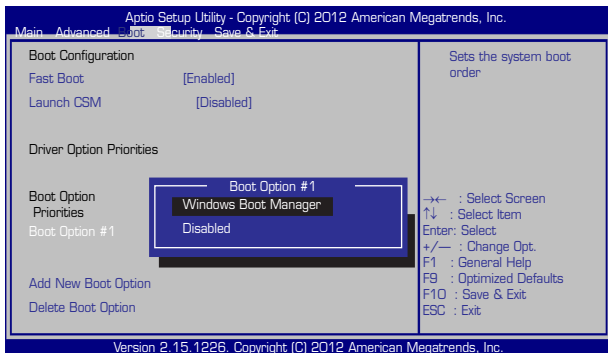 Aptio Setup Utility - Copyright (C) 2012 American Megatrends, Inc.
Main Advanced Boot Security Save & Exit
Boot Configuration
Fast Boot [Enabled]
Launch CSM [Disabled]
Driver Option Priorities
Boot Option
Priorities
Boot Option #1
Add New Boot Option
Delete Boot Option
Boot Option #1
Windows Boot Manager
Disabled
Sets the system boot
order
→← : Select Screen
↑↓ : Select Item
Enter: Select
+/— : Change Opt.
F1 : General Help
F9 : Optimized Defaults
F10 : Save & Exit
ESC : Exit
Version 2.15.1226. Copyright (C) 2012 American Megatrends, Inc.